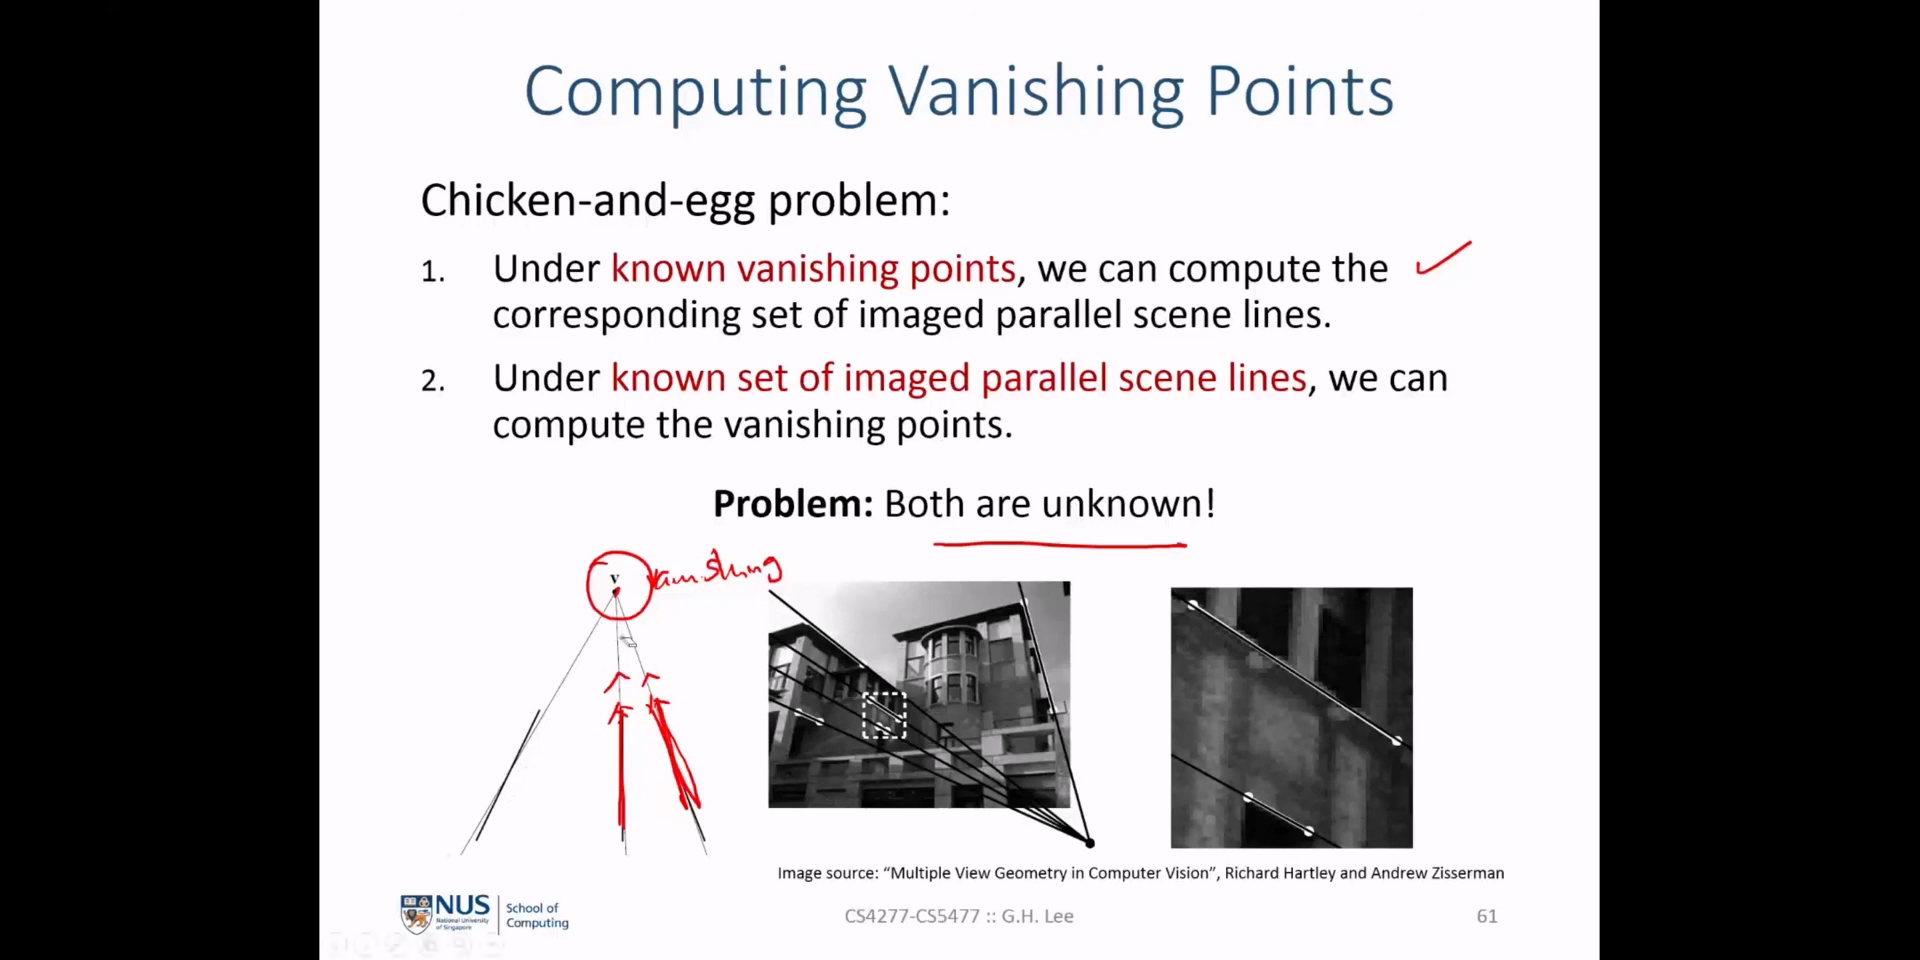 Computing Vanishing Points
Chicken-and-egg problem:
1. Under known vanishing points, we can compute the
corresponding set of imaged parallel scene lines.
2. Under known set of imaged parallel scene lines, we can
compute the vanishing points.
Problem: Both are unknown!
v
vanishing
Image source: “Multiple View Geometry in Computer Vision”, Richard Hartley and Andrew Zisserman
NUS
National University
of Singapore
School of
Computing
CS4277-CS5477 :: G.H. Lee
61